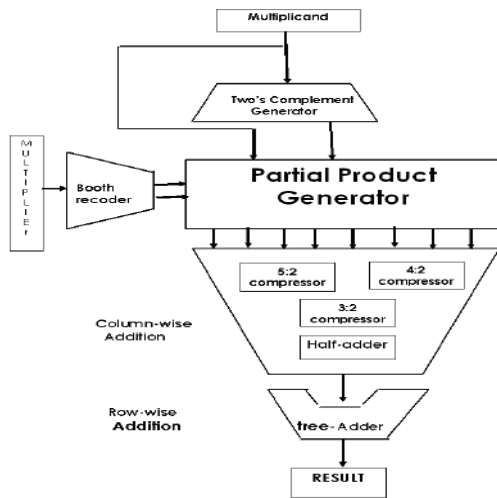 Multiplicand
Two's Complement
Generator
MULTIPLIEr
Booth
recoder
Partial Product
Generator
5:2
compressor
4:2
compressor
3:2
compressor
Half-adder
Column-wise
Addition
Row-wise
Addition
tree-Adder
RESULT